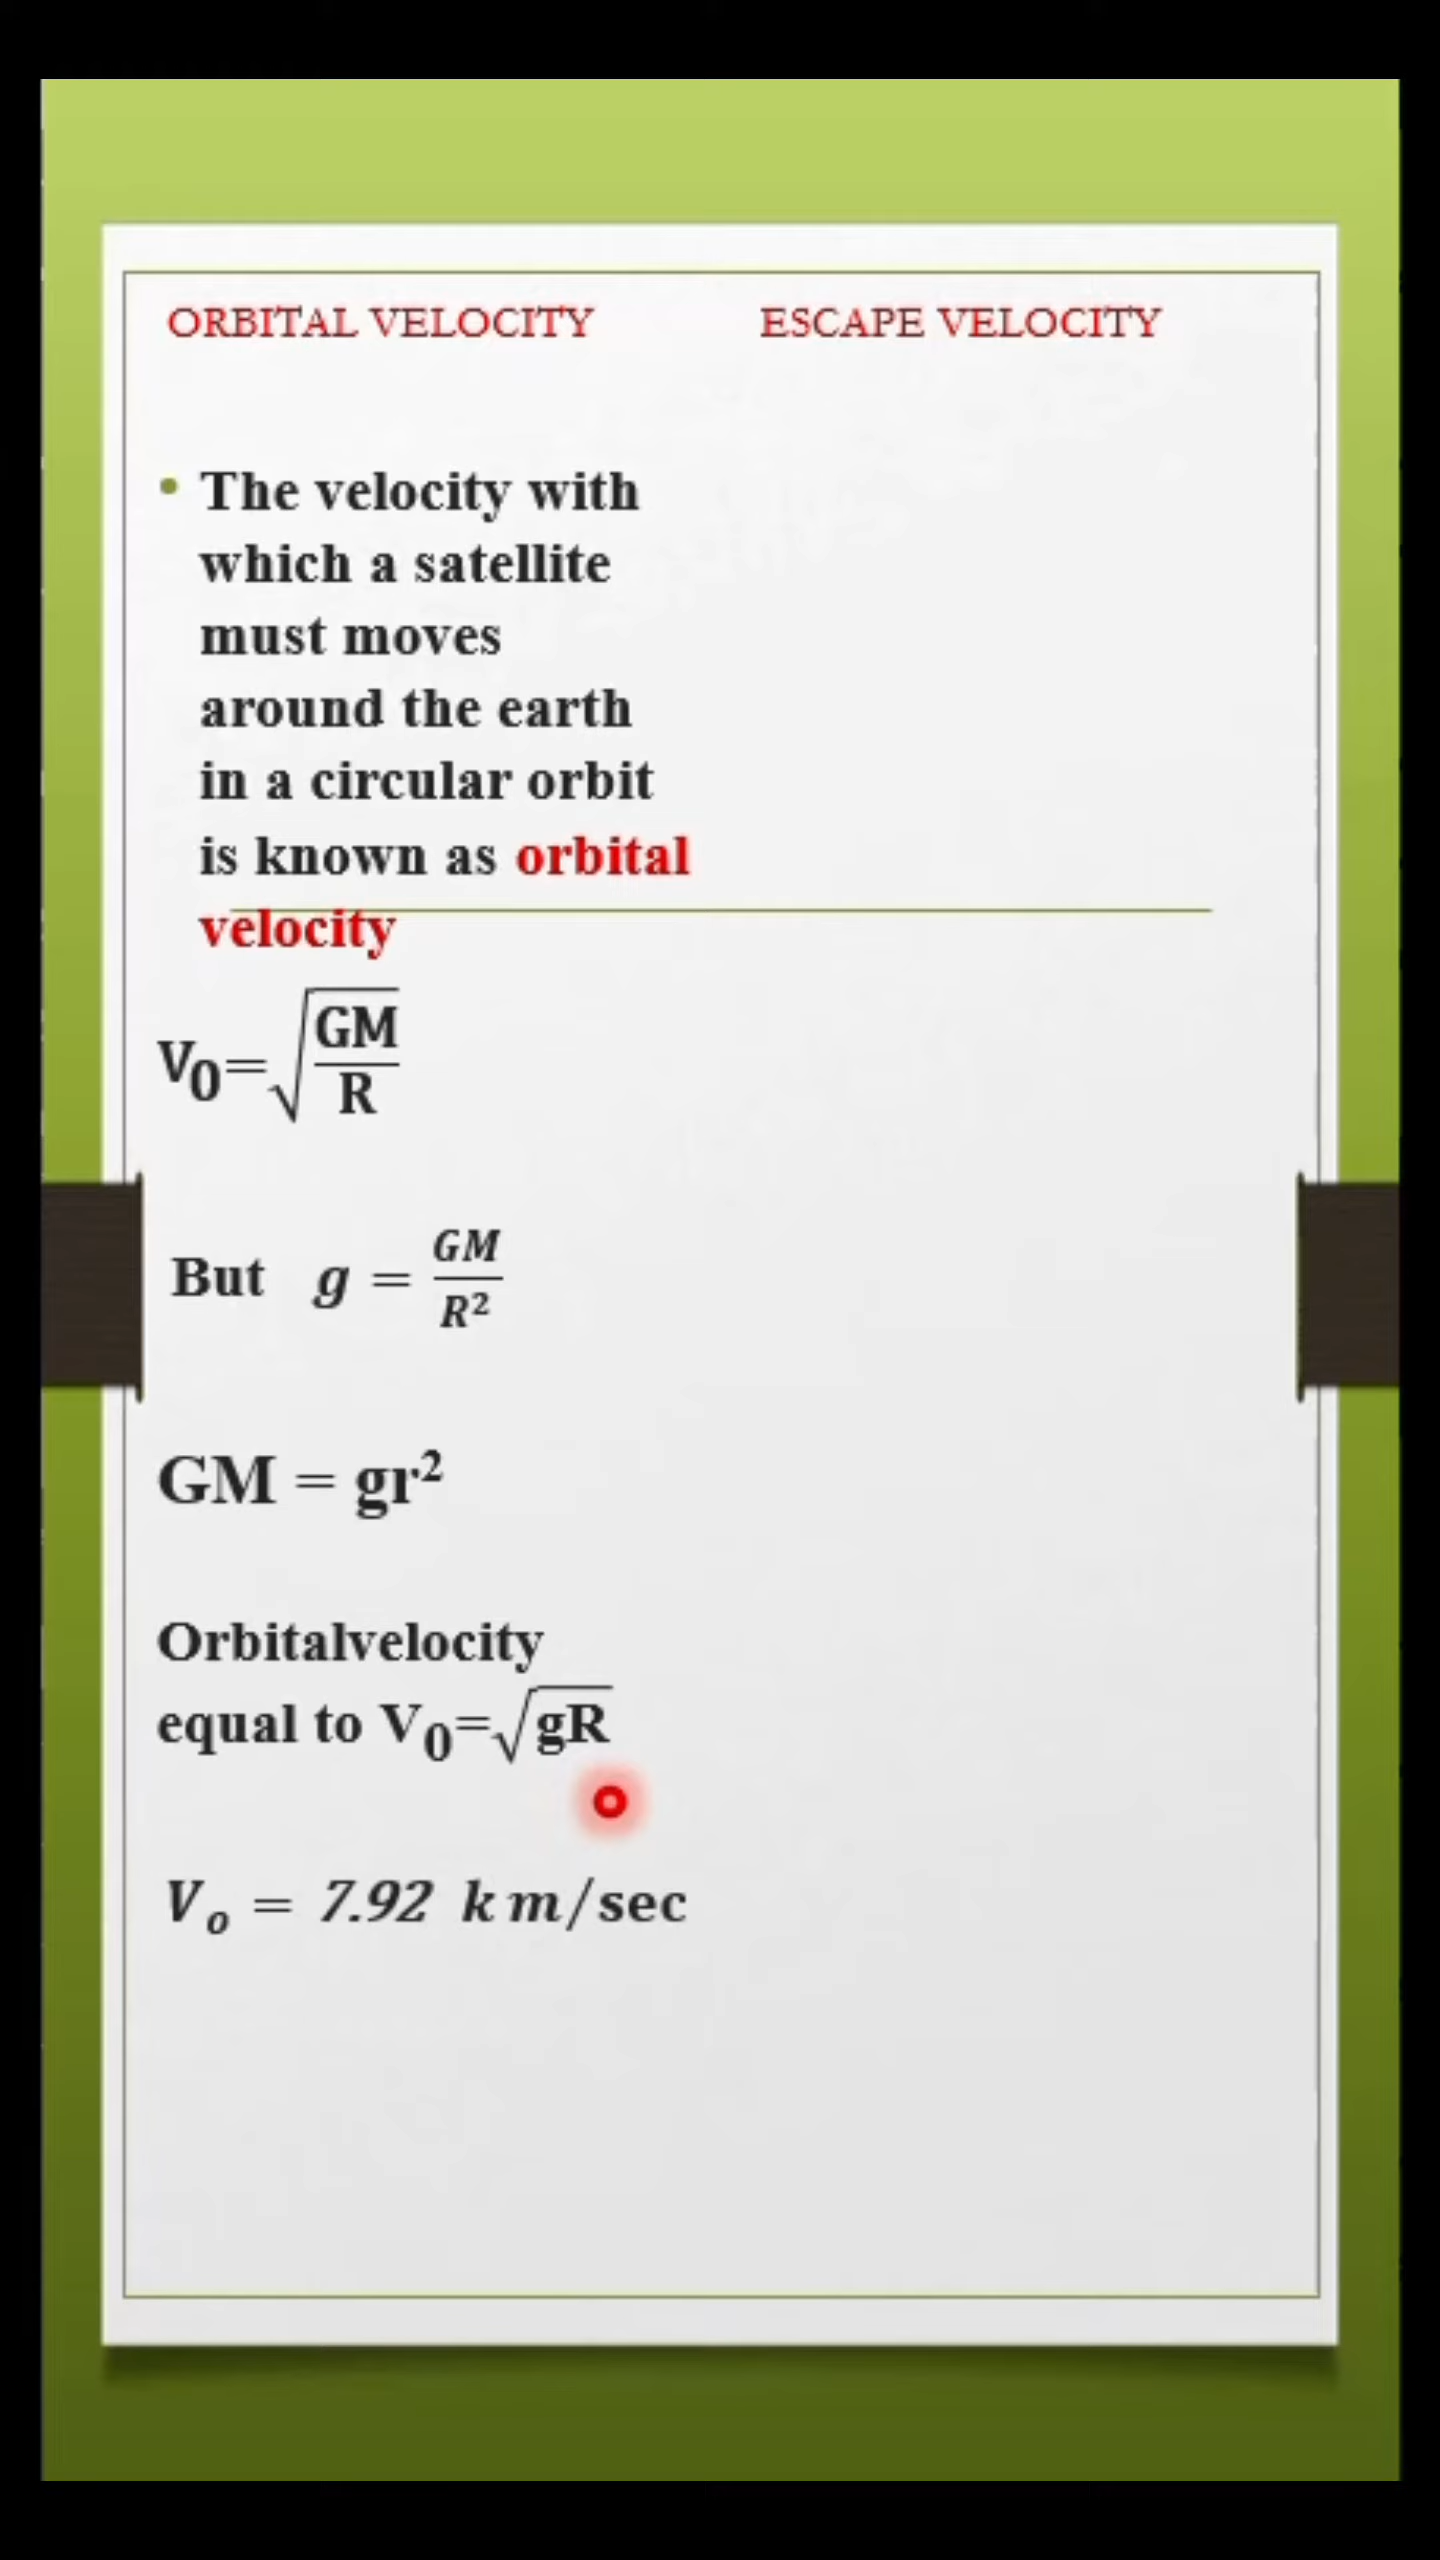 ORBITAL VELOCITY ESCAPE VELOCITY
• The velocity with
which a satellite
must moves
around the earth
in a circular orbit
is known as orbital
velocity
V₀=√(GM/R)
But g = GM/R²
GM = gr²
Orbitalvelocity
equal to V₀=√gR
Vₒ = 7.92 km/sec